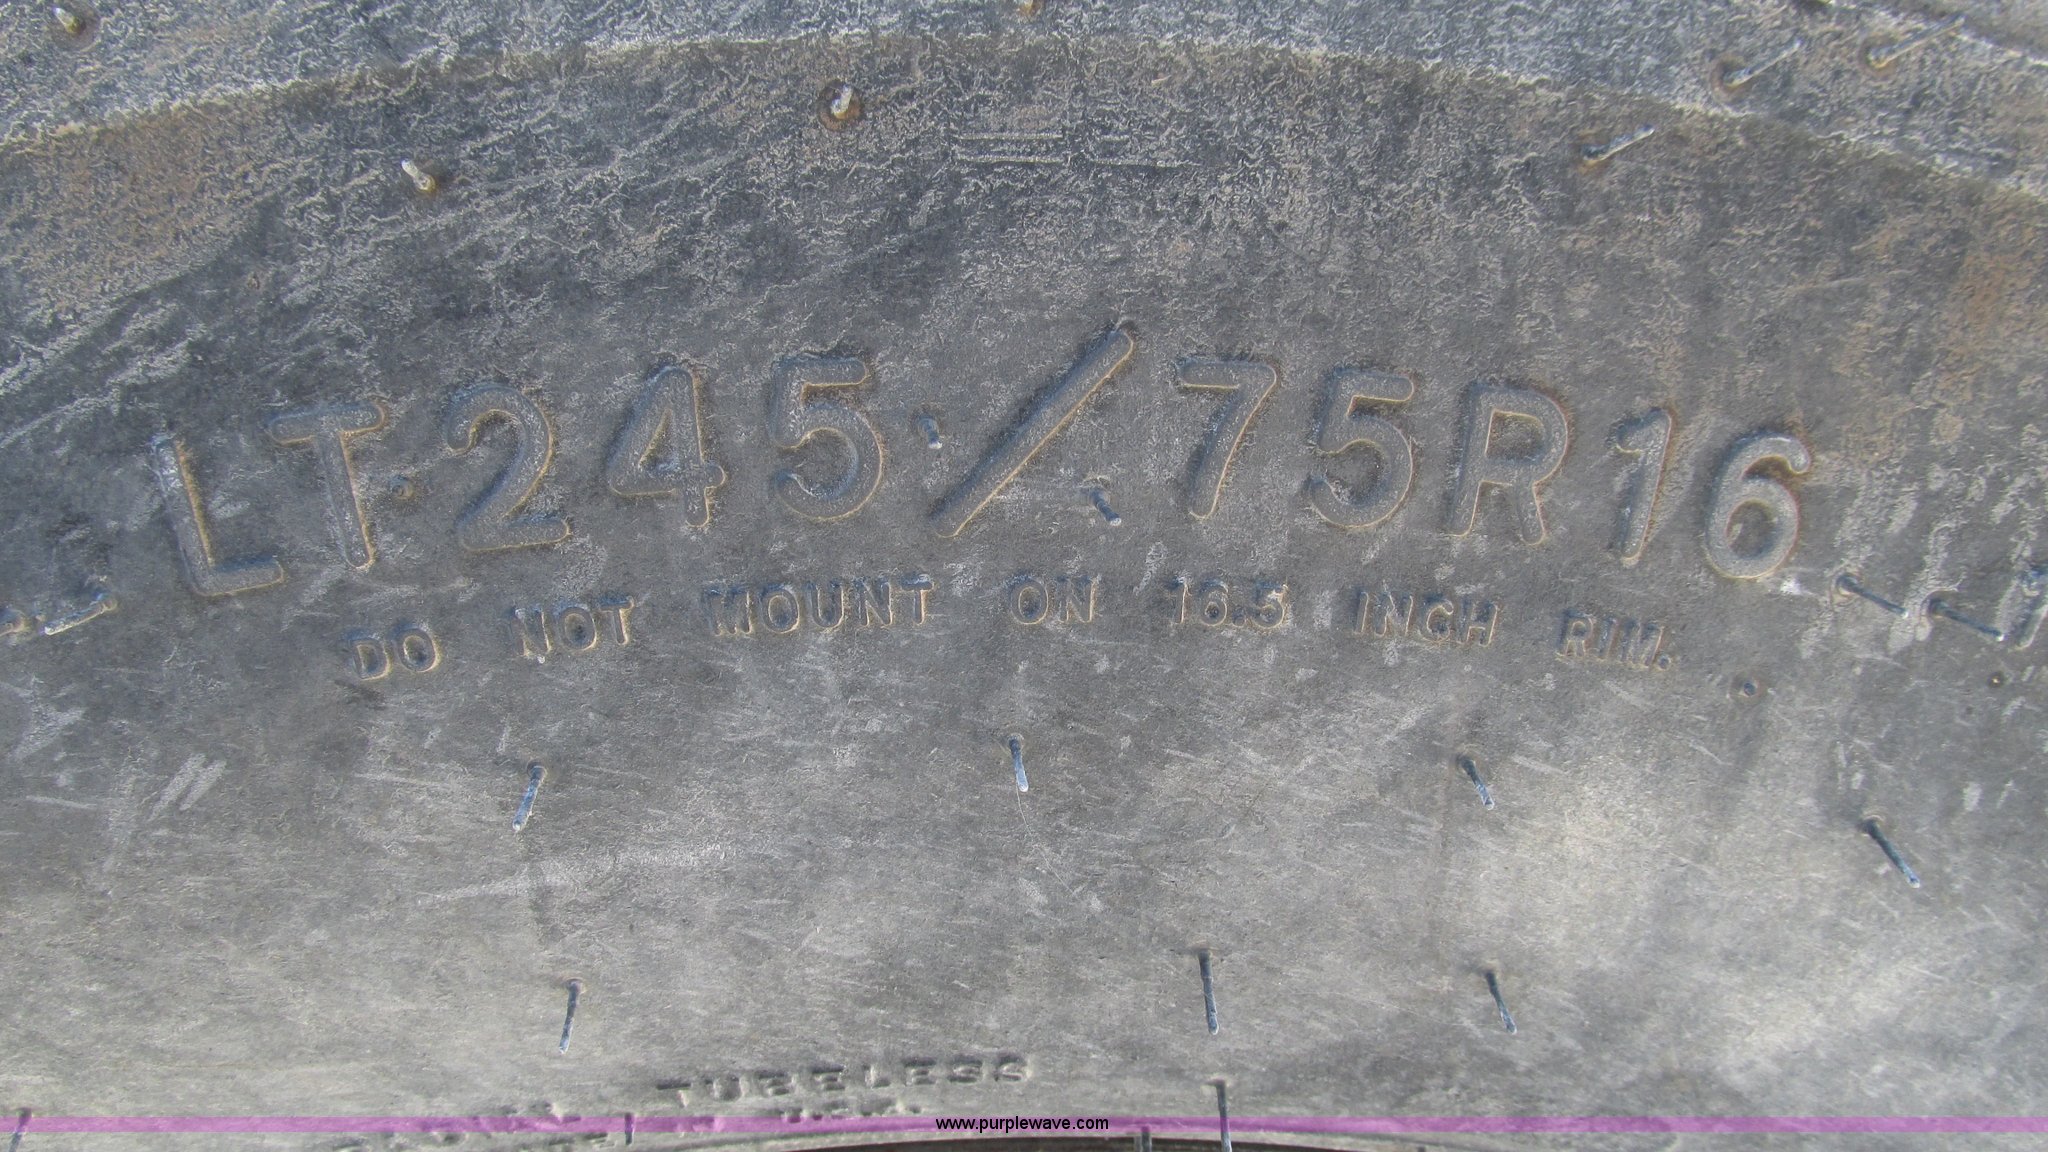 LT245/75R16
DO NOT MOUNT ON 16.5 INCH RIM.
TUBELESS
www.purplewave.com